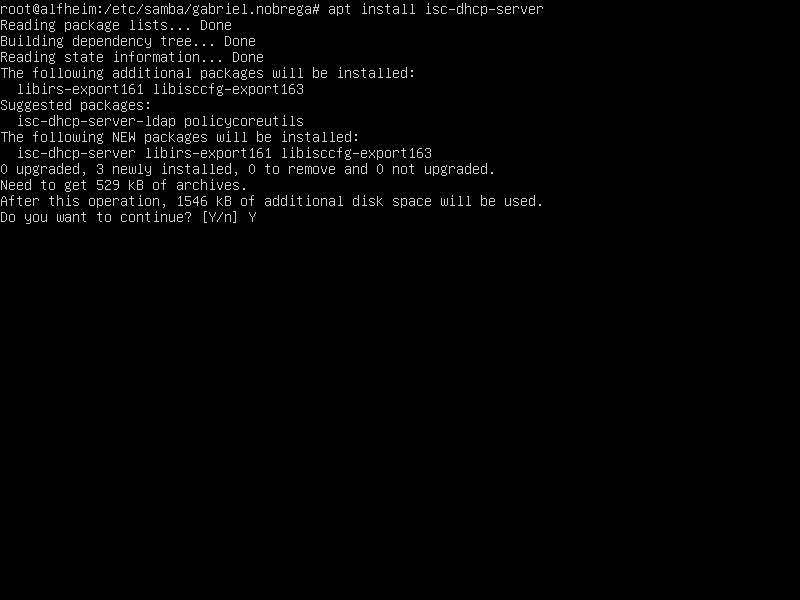 root@alfheim:/etc/samba/gabriel.nobrega# apt install isc-dhcp-server
Reading package lists... Done
Building dependency tree... Done
Reading state information... Done
The following additional packages will be installed:
  libirs-export161 libisccfg-export163
Suggested packages:
  isc-dhcp-server-ldap policycoreutils
The following NEW packages will be installed:
  isc-dhcp-server libirs-export161 libisccfg-export163
0 upgraded, 3 newly installed, 0 to remove and 0 not upgraded.
Need to get 529 kB of archives.
After this operation, 1546 kB of additional disk space will be used.
Do you want to continue? [Y/n] Y